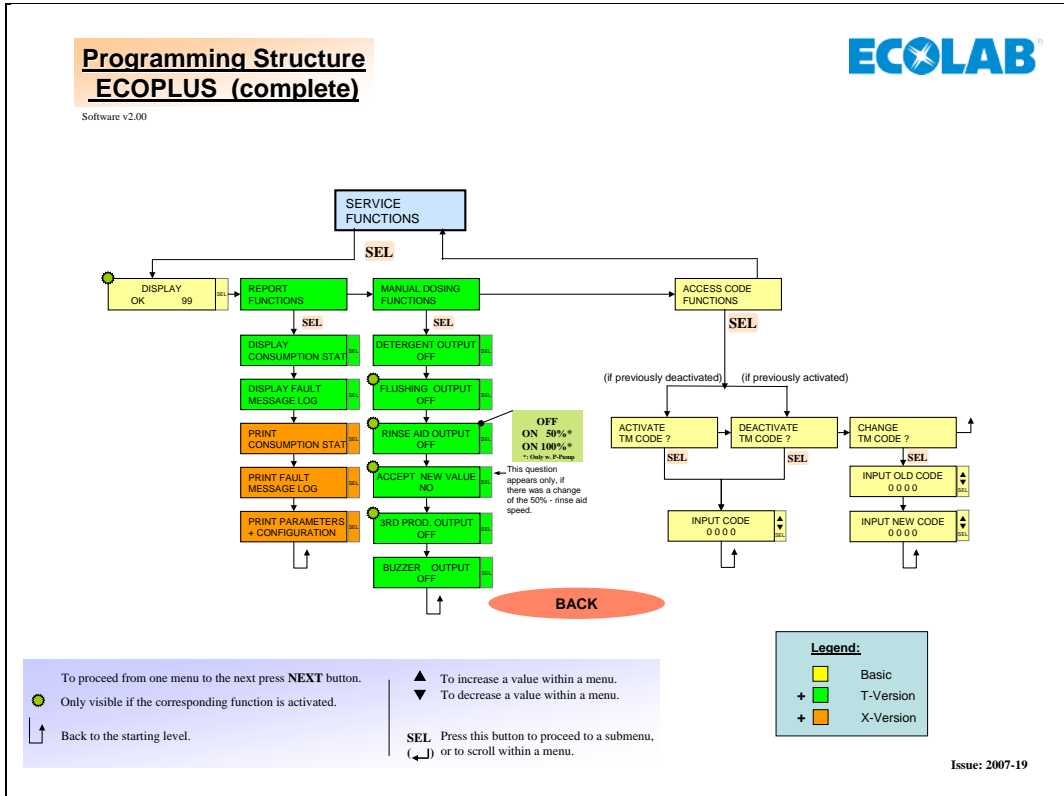 Programming Structure
ECOPLUS (complete)
ECOLAB®
Software v2.00
SERVICE
FUNCTIONS
SEL
DISPLAY
OK 99
SEL
REPORT
FUNCTIONS
MANUAL DOSING
FUNCTIONS
ACCESS CODE
FUNCTIONS
SEL
SEL
SEL
DISPLAY
CONSUMPTION STAT
SEL
DISPLAY FAULT
MESSAGE LOG
SEL
PRINT
CONSUMPTION STAT
SEL
PRINT FAULT
MESSAGE LOG
SEL
PRINT PARAMETERS
+ CONFIGURATION
SEL
DETERGENT OUTPUT
OFF
SEL
FLUSHING OUTPUT
OFF
SEL
RINSE AID OUTPUT
OFF
SEL
ACCEPT NEW VALUE
NO
SEL
3RD PROD. OUTPUT
OFF
SEL
BUZZER OUTPUT
OFF
SEL
OFF
ON 50%*
ON 100%*
*: Only w. P-Pump
This question
appears only, if
there was a change
of the 50% - rinse aid
speed.
(if previously deactivated)
(if previously activated)
ACTIVATE
TM CODE ?
DEACTIVATE
TM CODE ?
CHANGE
TM CODE ?
SEL
SEL
SEL
INPUT CODE
0 0 0 0
SEL
INPUT OLD CODE
0 0 0 0
SEL
INPUT NEW CODE
0 0 0 0
SEL
BACK
To proceed from one menu to the next press NEXT button.
Only visible if the corresponding function is activated.
Back to the starting level.
▲ To increase a value within a menu.
▼ To decrease a value within a menu.
SEL Press this button to proceed to a submenu,
(↵) or to scroll within a menu.
Legend:
Basic
+ T-Version
+ X-Version
Issue: 2007-19